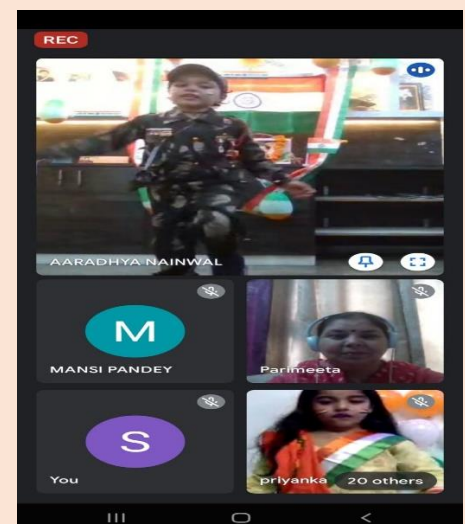 REC
AARADHYA NAINWAL
M
MANSI PANDEY
Parimeeta
S
You
priyanka
20 others